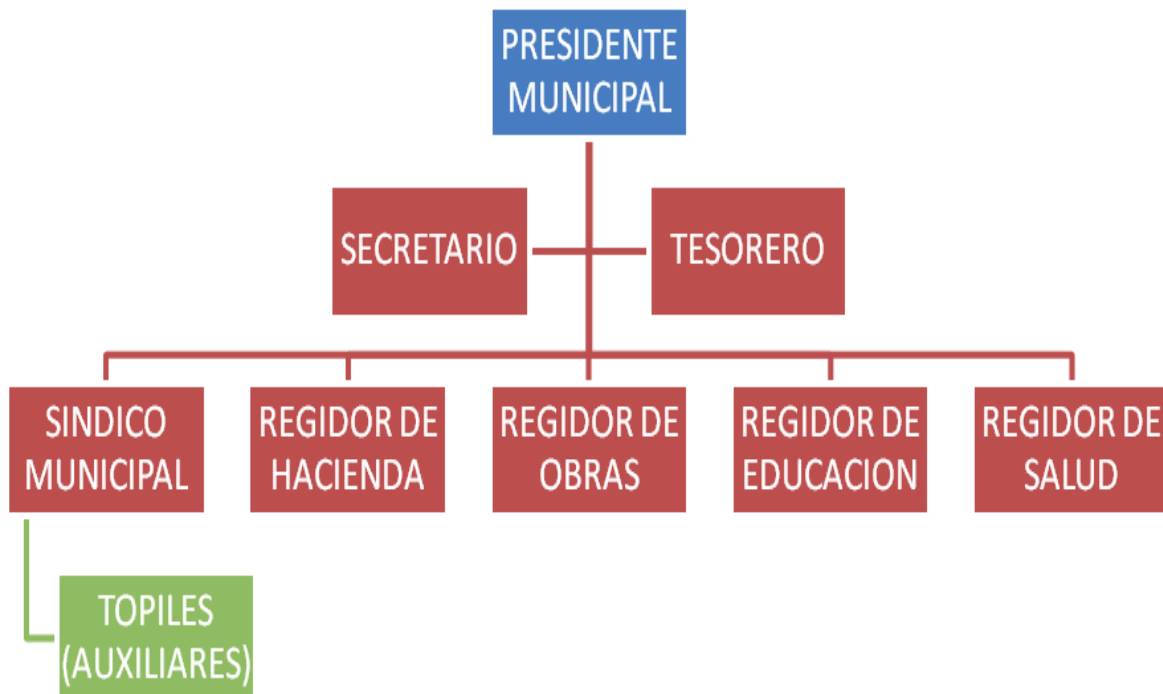 PRESIDENTE
MUNICIPAL
SECRETARIO
TESORERO
SINDICO
MUNICIPAL
REGIDOR DE
HACIENDA
REGIDOR DE
OBRAS
REGIDOR DE
EDUCACION
REGIDOR DE
SALUD
TOPILES
(AUXILIARES)